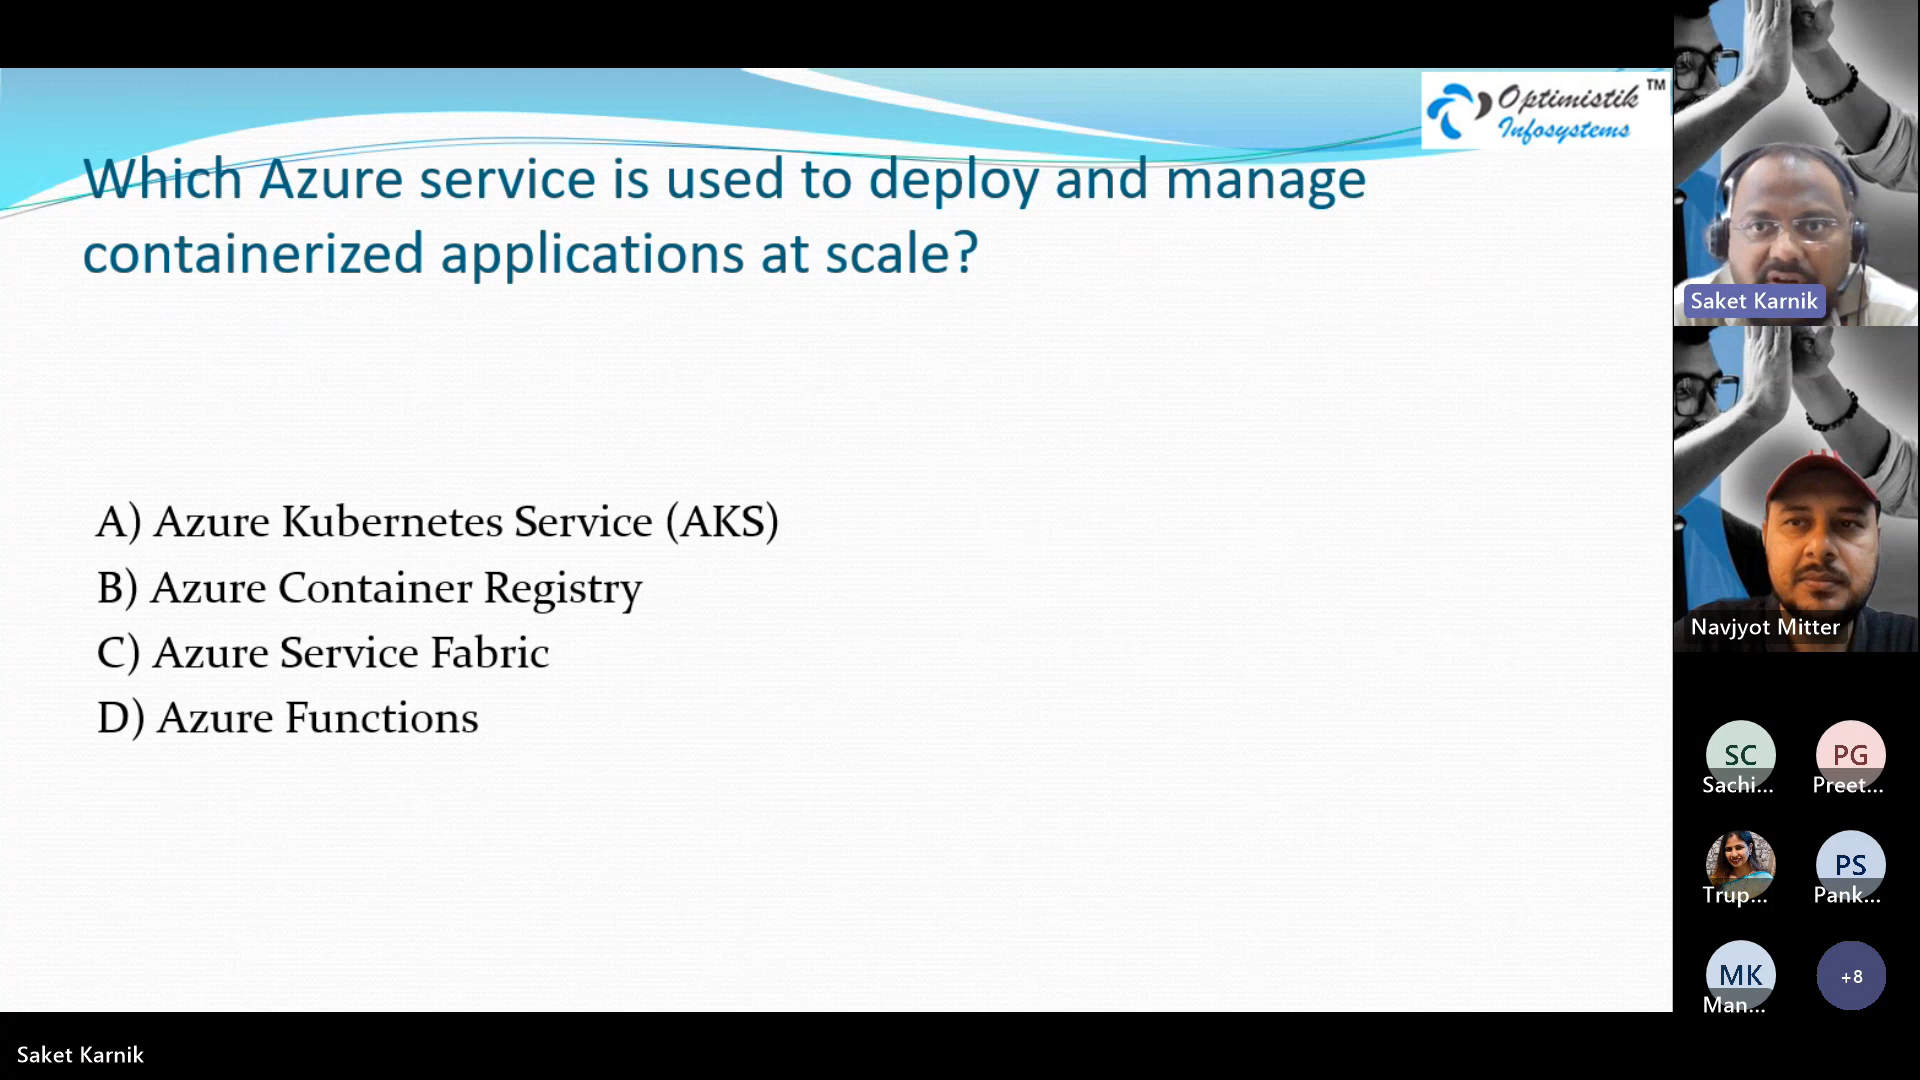 Optimistik TM
Infosystems
Which Azure service is used to deploy and manage
containerized applications at scale?
A) Azure Kubernetes Service (AKS)
B) Azure Container Registry
C) Azure Service Fabric
D) Azure Functions
Saket Karnik
Navjyot Mitter
SC PG
Sachi... Preet...
PS
Trup... Pank...
MK +8
Man...
Saket Karnik